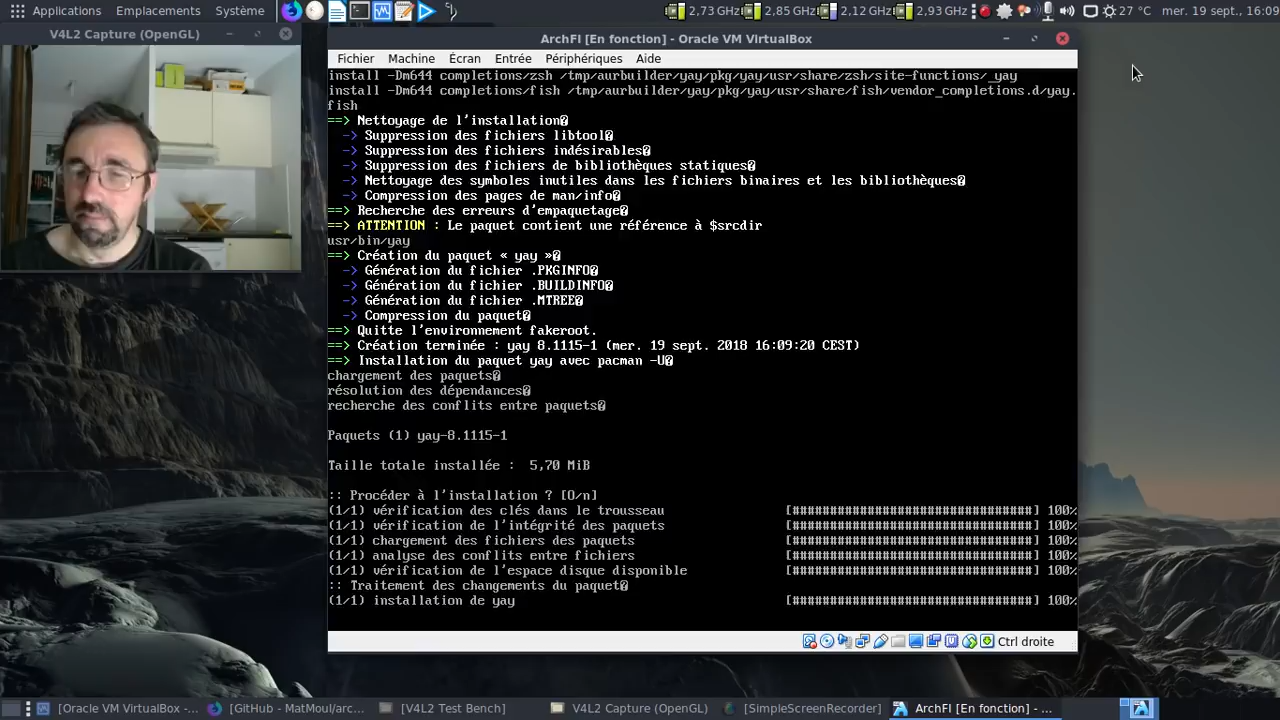 Applications Emplacements Système
2,73 GHz 2,85 GHz 2,12 GHz 2,93 GHz 27 °C mer. 19 sept., 16:09
V4L2 Capture (OpenGL)
ArchFI [En fonction] - Oracle VM VirtualBox
Fichier Machine Écran Entrée Périphériques Aide
install -Dm644 completions/zsh /tmp/aurbuilder/yay/pkg/yay/usr/share/zsh/site-functions/_yay
install -Dm644 completions/fish /tmp/aurbuilder/yay/pkg/yay/usr/share/fish/vendor_completions.d/yay.
fish
==> Nettoyage de l'installation�
-> Suppression des fichiers libtool�
-> Suppression des fichiers indésirables�
-> Suppression des fichiers de bibliothèques statiques�
-> Nettoyage des symboles inutiles dans les fichiers binaires et les bibliothèques�
-> Compression des pages de man/info�
==> Recherche des erreurs d'empaquetage�
==> ATTENTION : Le paquet contient une référence à $srcdir
usr/bin/yay
==> Création du paquet « yay »�
-> Génération du fichier .PKGINFO�
-> Génération du fichier .BUILDINFO�
-> Génération du fichier .MTREE�
-> Compression du paquet�
==> Quitte l'environnement fakeroot.
==> Création terminée : yay 8.1115-1 (mer. 19 sept. 2018 16:09:20 CEST)
==> Installation du paquet yay avec pacman -U�
chargement des paquets�
résolution des dépendances�
recherche des conflits entre paquets�
Paquets (1) yay-8.1115-1
Taille totale installée : 5,70 MiB
:: Procéder à l'installation ? [O/n]
(1/1) vérification des clés dans le trousseau [################################] 100%
(1/1) vérification de l'intégrité des paquets [################################] 100%
(1/1) chargement des fichiers des paquets [################################] 100%
(1/1) analyse des conflits entre fichiers [################################] 100%
(1/1) vérification de l'espace disque disponible [################################] 100%
:: Traitement des changements du paquet�
(1/1) installation de yay [################################] 100%
Ctrl droite
[Oracle VM VirtualBox -... [GitHub - MatMoul/arc... [V4L2 Test Bench] V4L2 Capture (OpenGL) [SimpleScreenRecorder] ArchFI [En fonction] - ...